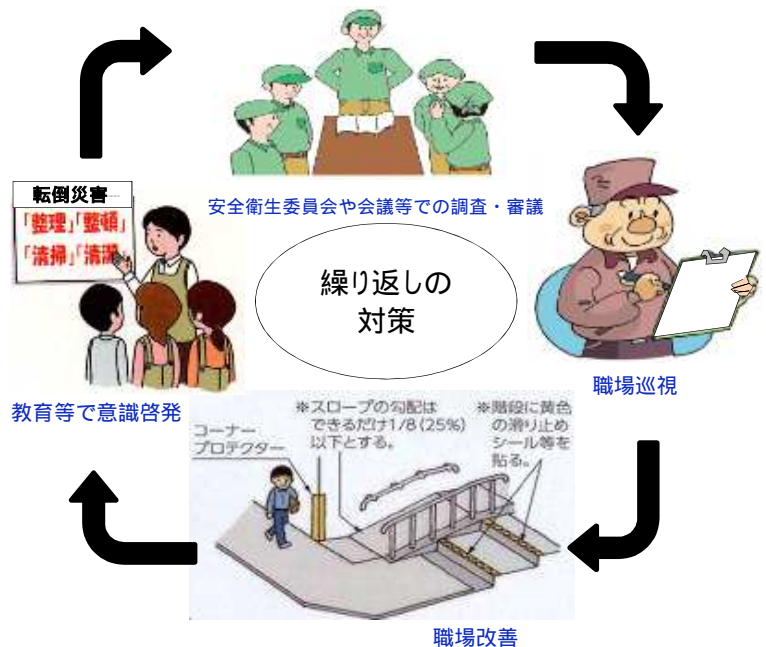 安全衛生委員会や会議等での調査・審議
転倒災害
「整理」「整頓」
「清掃」「清潔」
繰り返しの
対策
職場巡視
教育等で意識啓発
コーナー
プロテクター
※スロープの勾配は
できるだけ1/8(25%)
以下とする。
※階段に黄色
の滑り止め
シール等を
貼る。
職場改善